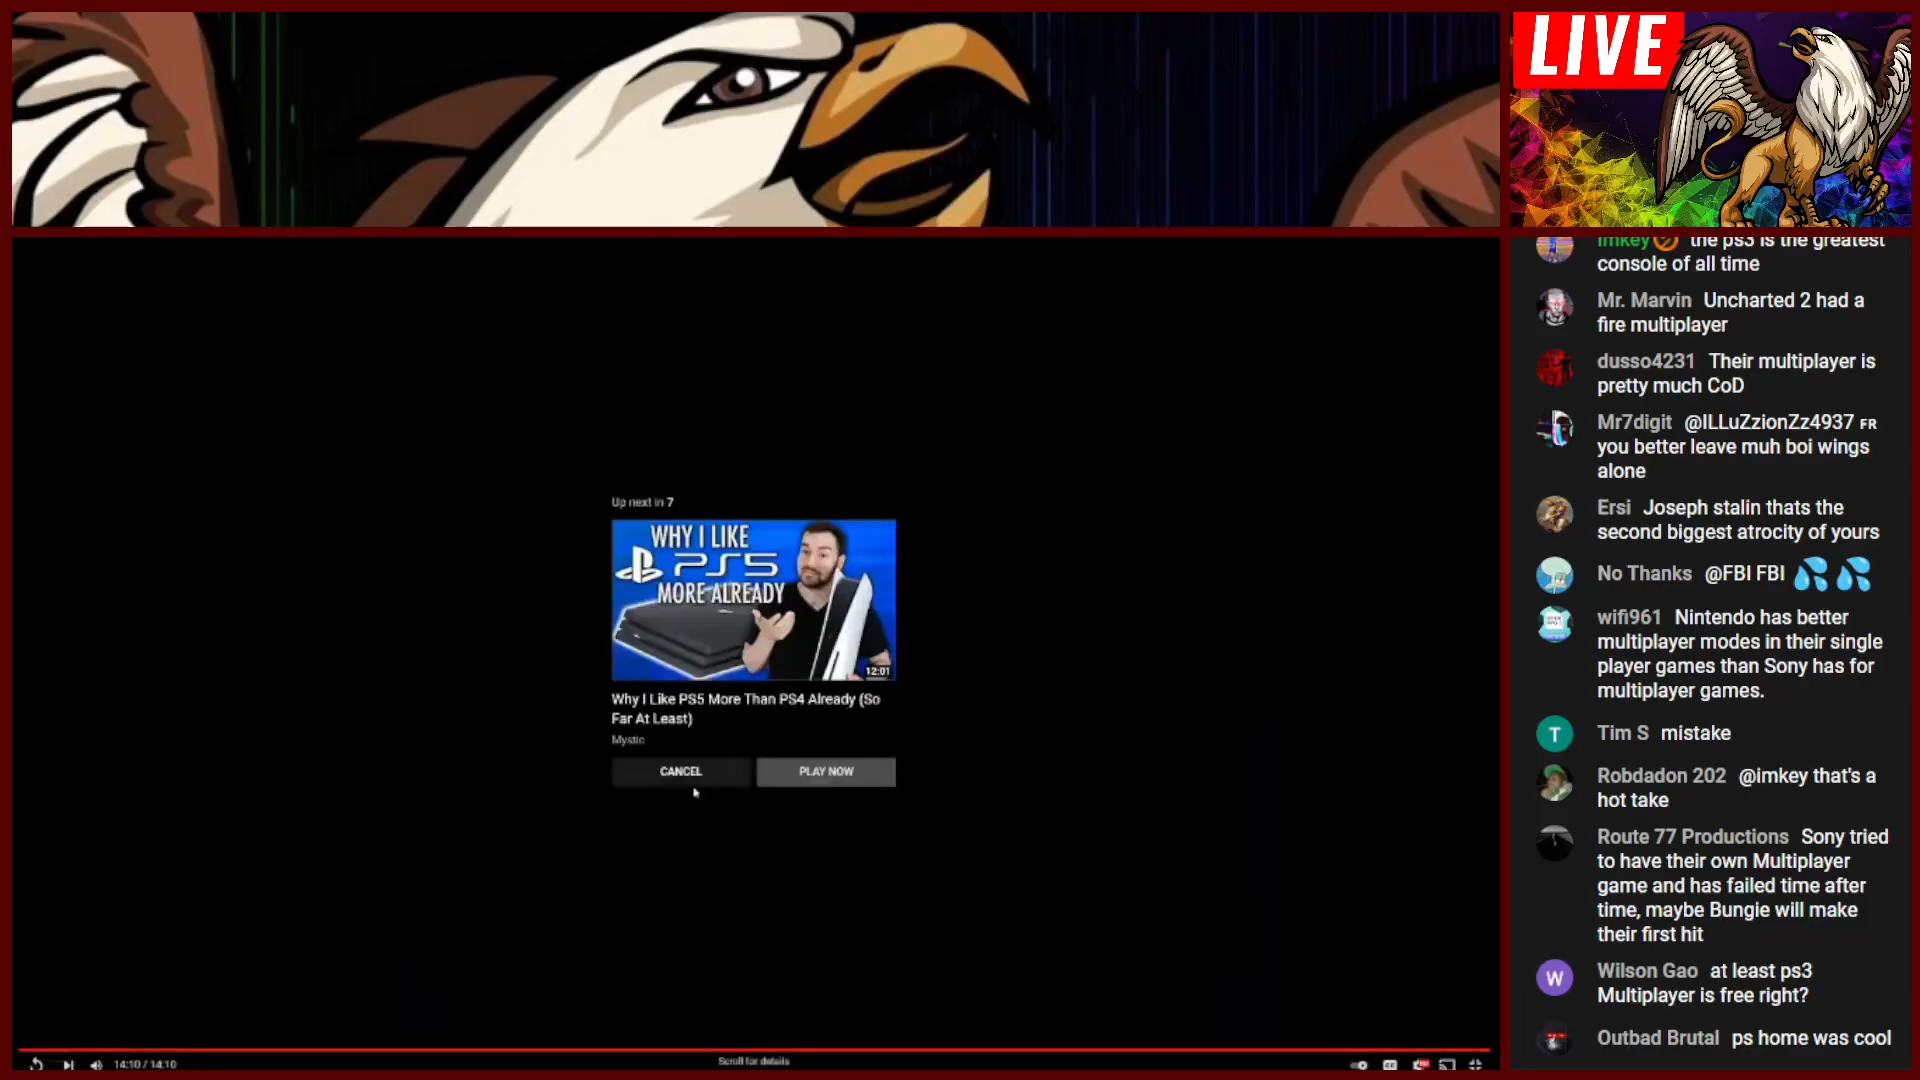 LIVE
Up next in 7
WHY I LIKE
PS5
MORE ALREADY
12:01
Why I Like PS5 More Than PS4 Already (So
Far At Least)
Mystic
CANCEL
PLAY NOW
14:10 / 14:10
Scroll for details
imkey the ps3 is the greatest
console of all time
Mr. Marvin Uncharted 2 had a
fire multiplayer
dusso4231 Their multiplayer is
pretty much CoD
Mr7digit @ILLuZzionZz4937 FR
you better leave muh boi wings
alone
Ersi Joseph stalin thats the
second biggest atrocity of yours
No Thanks @FBI FBI 💦 💦
wifi961 Nintendo has better
multiplayer modes in their single
player games than Sony has for
multiplayer games.
T
Tim S mistake
Robdadon 202 @imkey that's a
hot take
Route 77 Productions Sony tried
to have their own Multiplayer
game and has failed time after
time, maybe Bungie will make
their first hit
W
Wilson Gao at least ps3
Multiplayer is free right?
Outbad Brutal ps home was cool